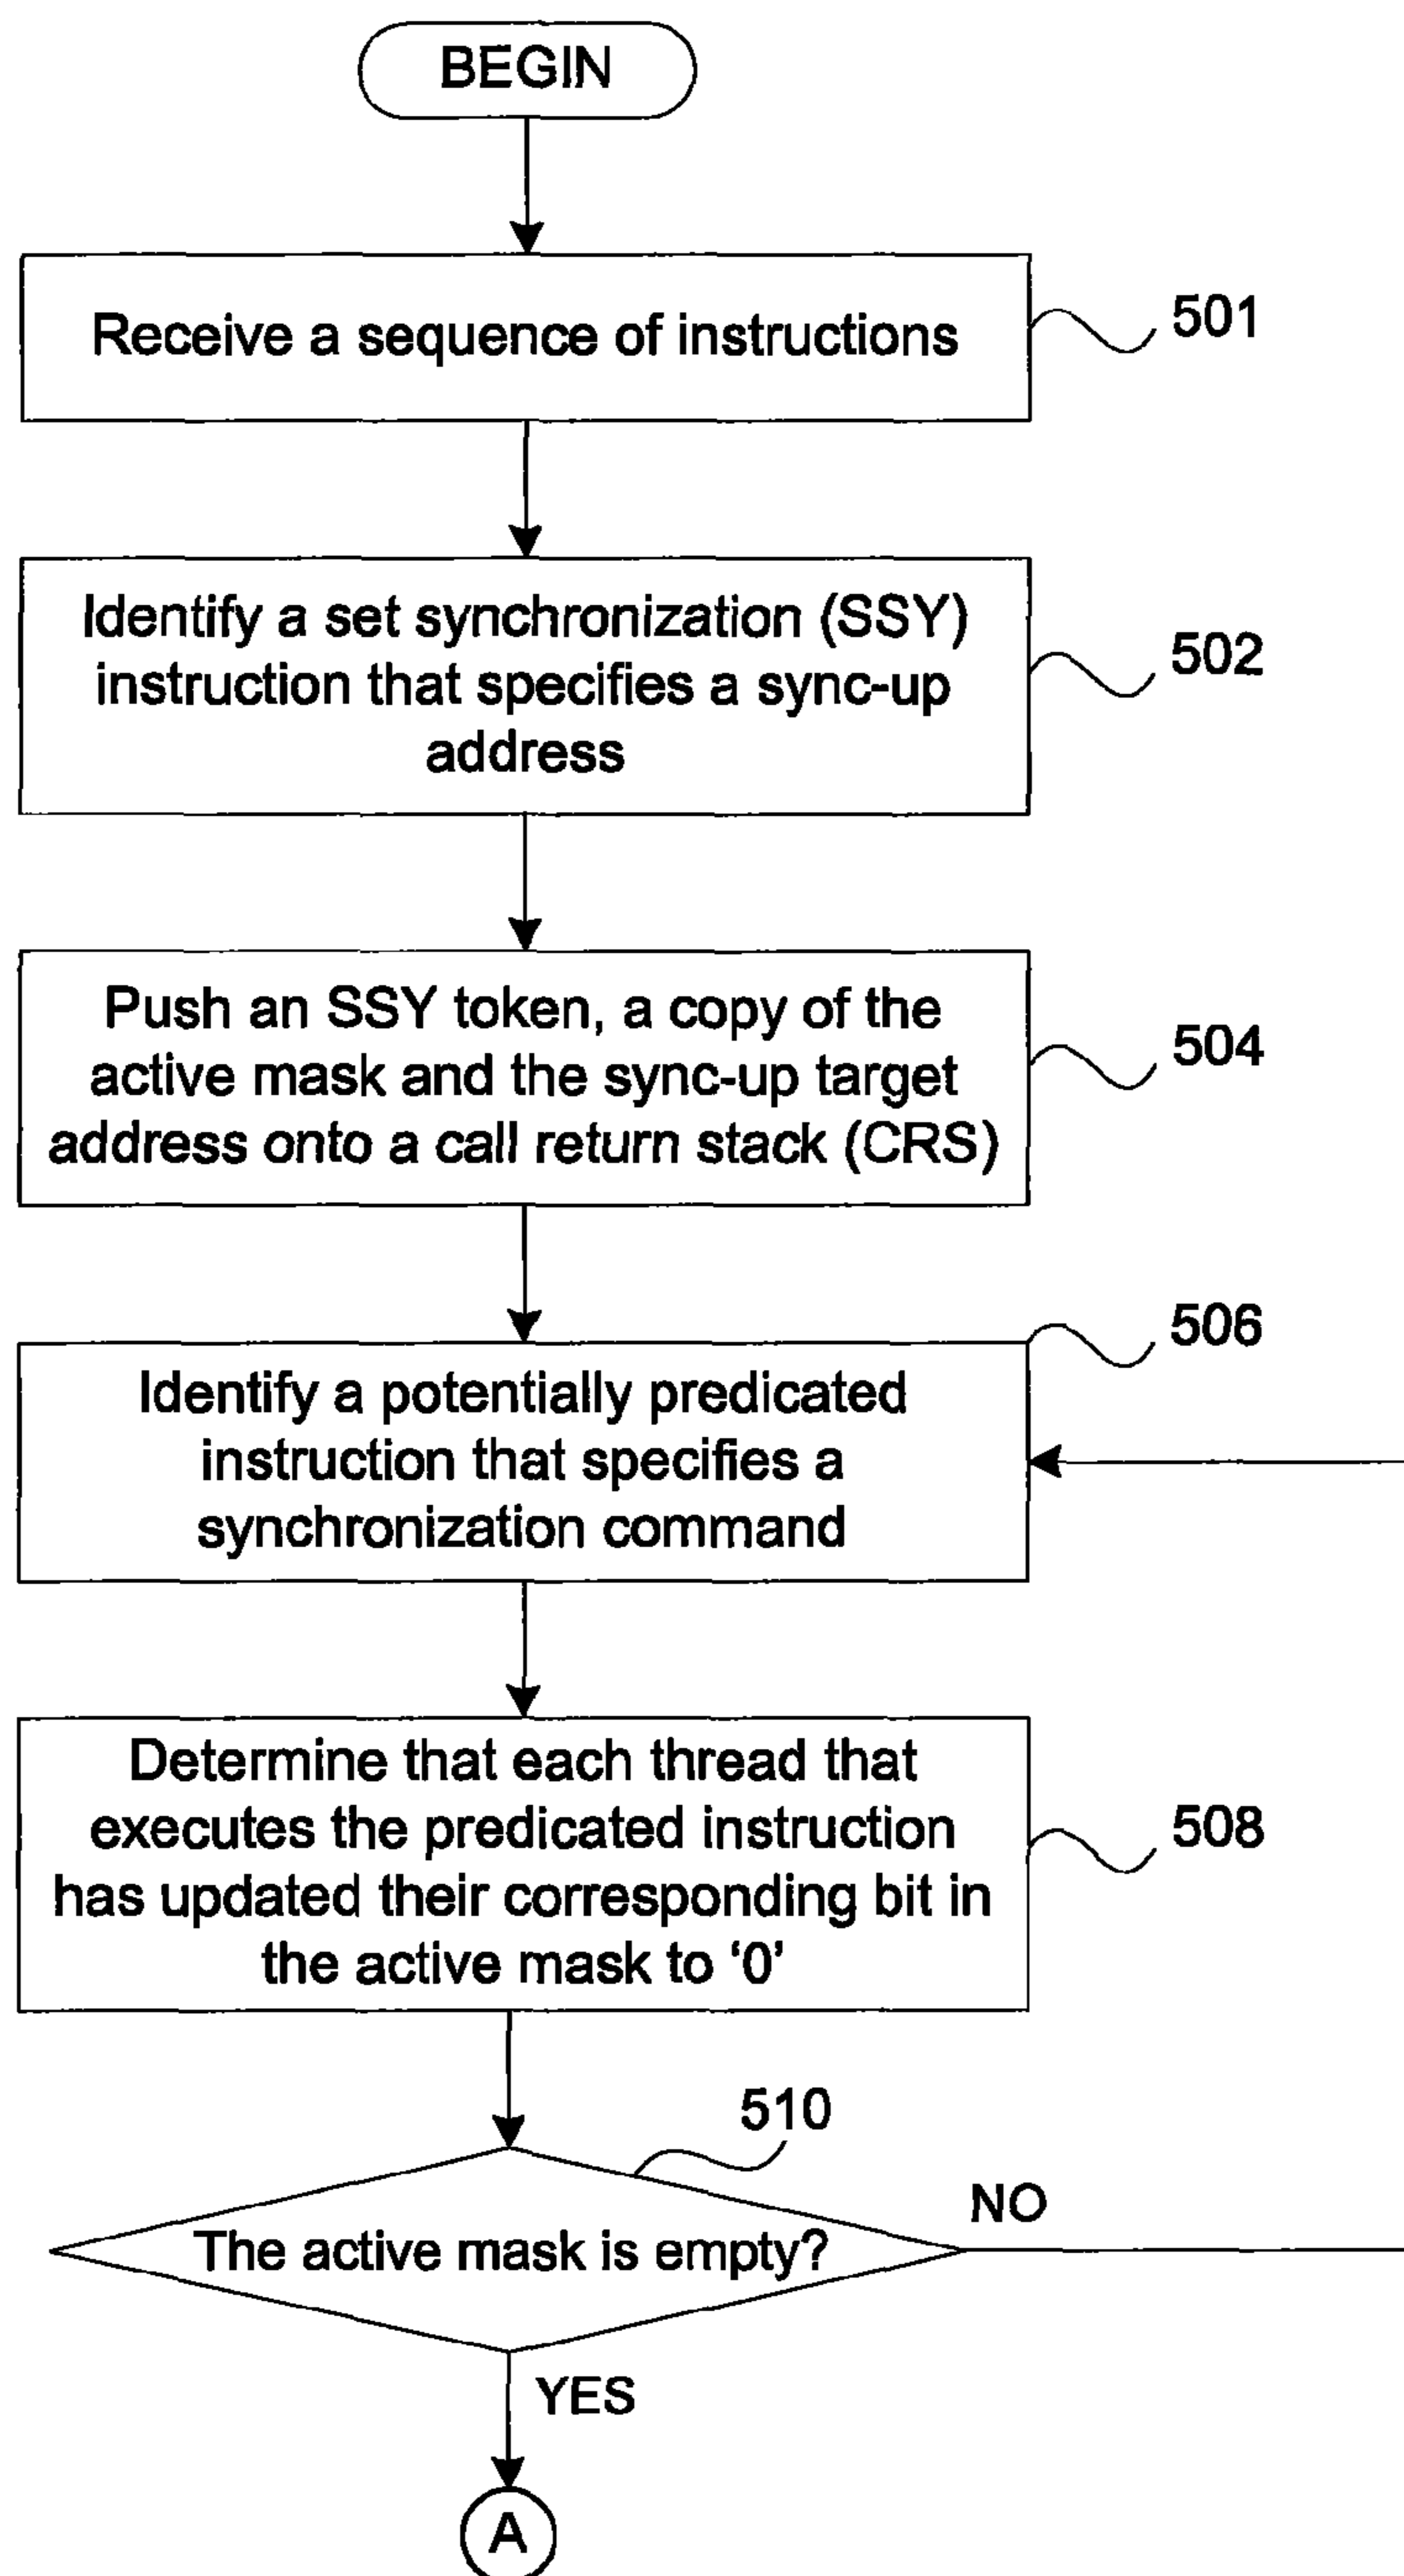 BEGIN
Receive a sequence of instructions
501
Identify a set synchronization (SSY)
instruction that specifies a sync-up
address
502
Push an SSY token, a copy of the
active mask and the sync-up target
address onto a call return stack (CRS)
504
506
Identify a potentially predicated
instruction that specifies a
synchronization command
Determine that each thread that
executes the predicated instruction
has updated their corresponding bit in
the active mask to ‘0’
508
510
The active mask is empty?
NO
YES
A